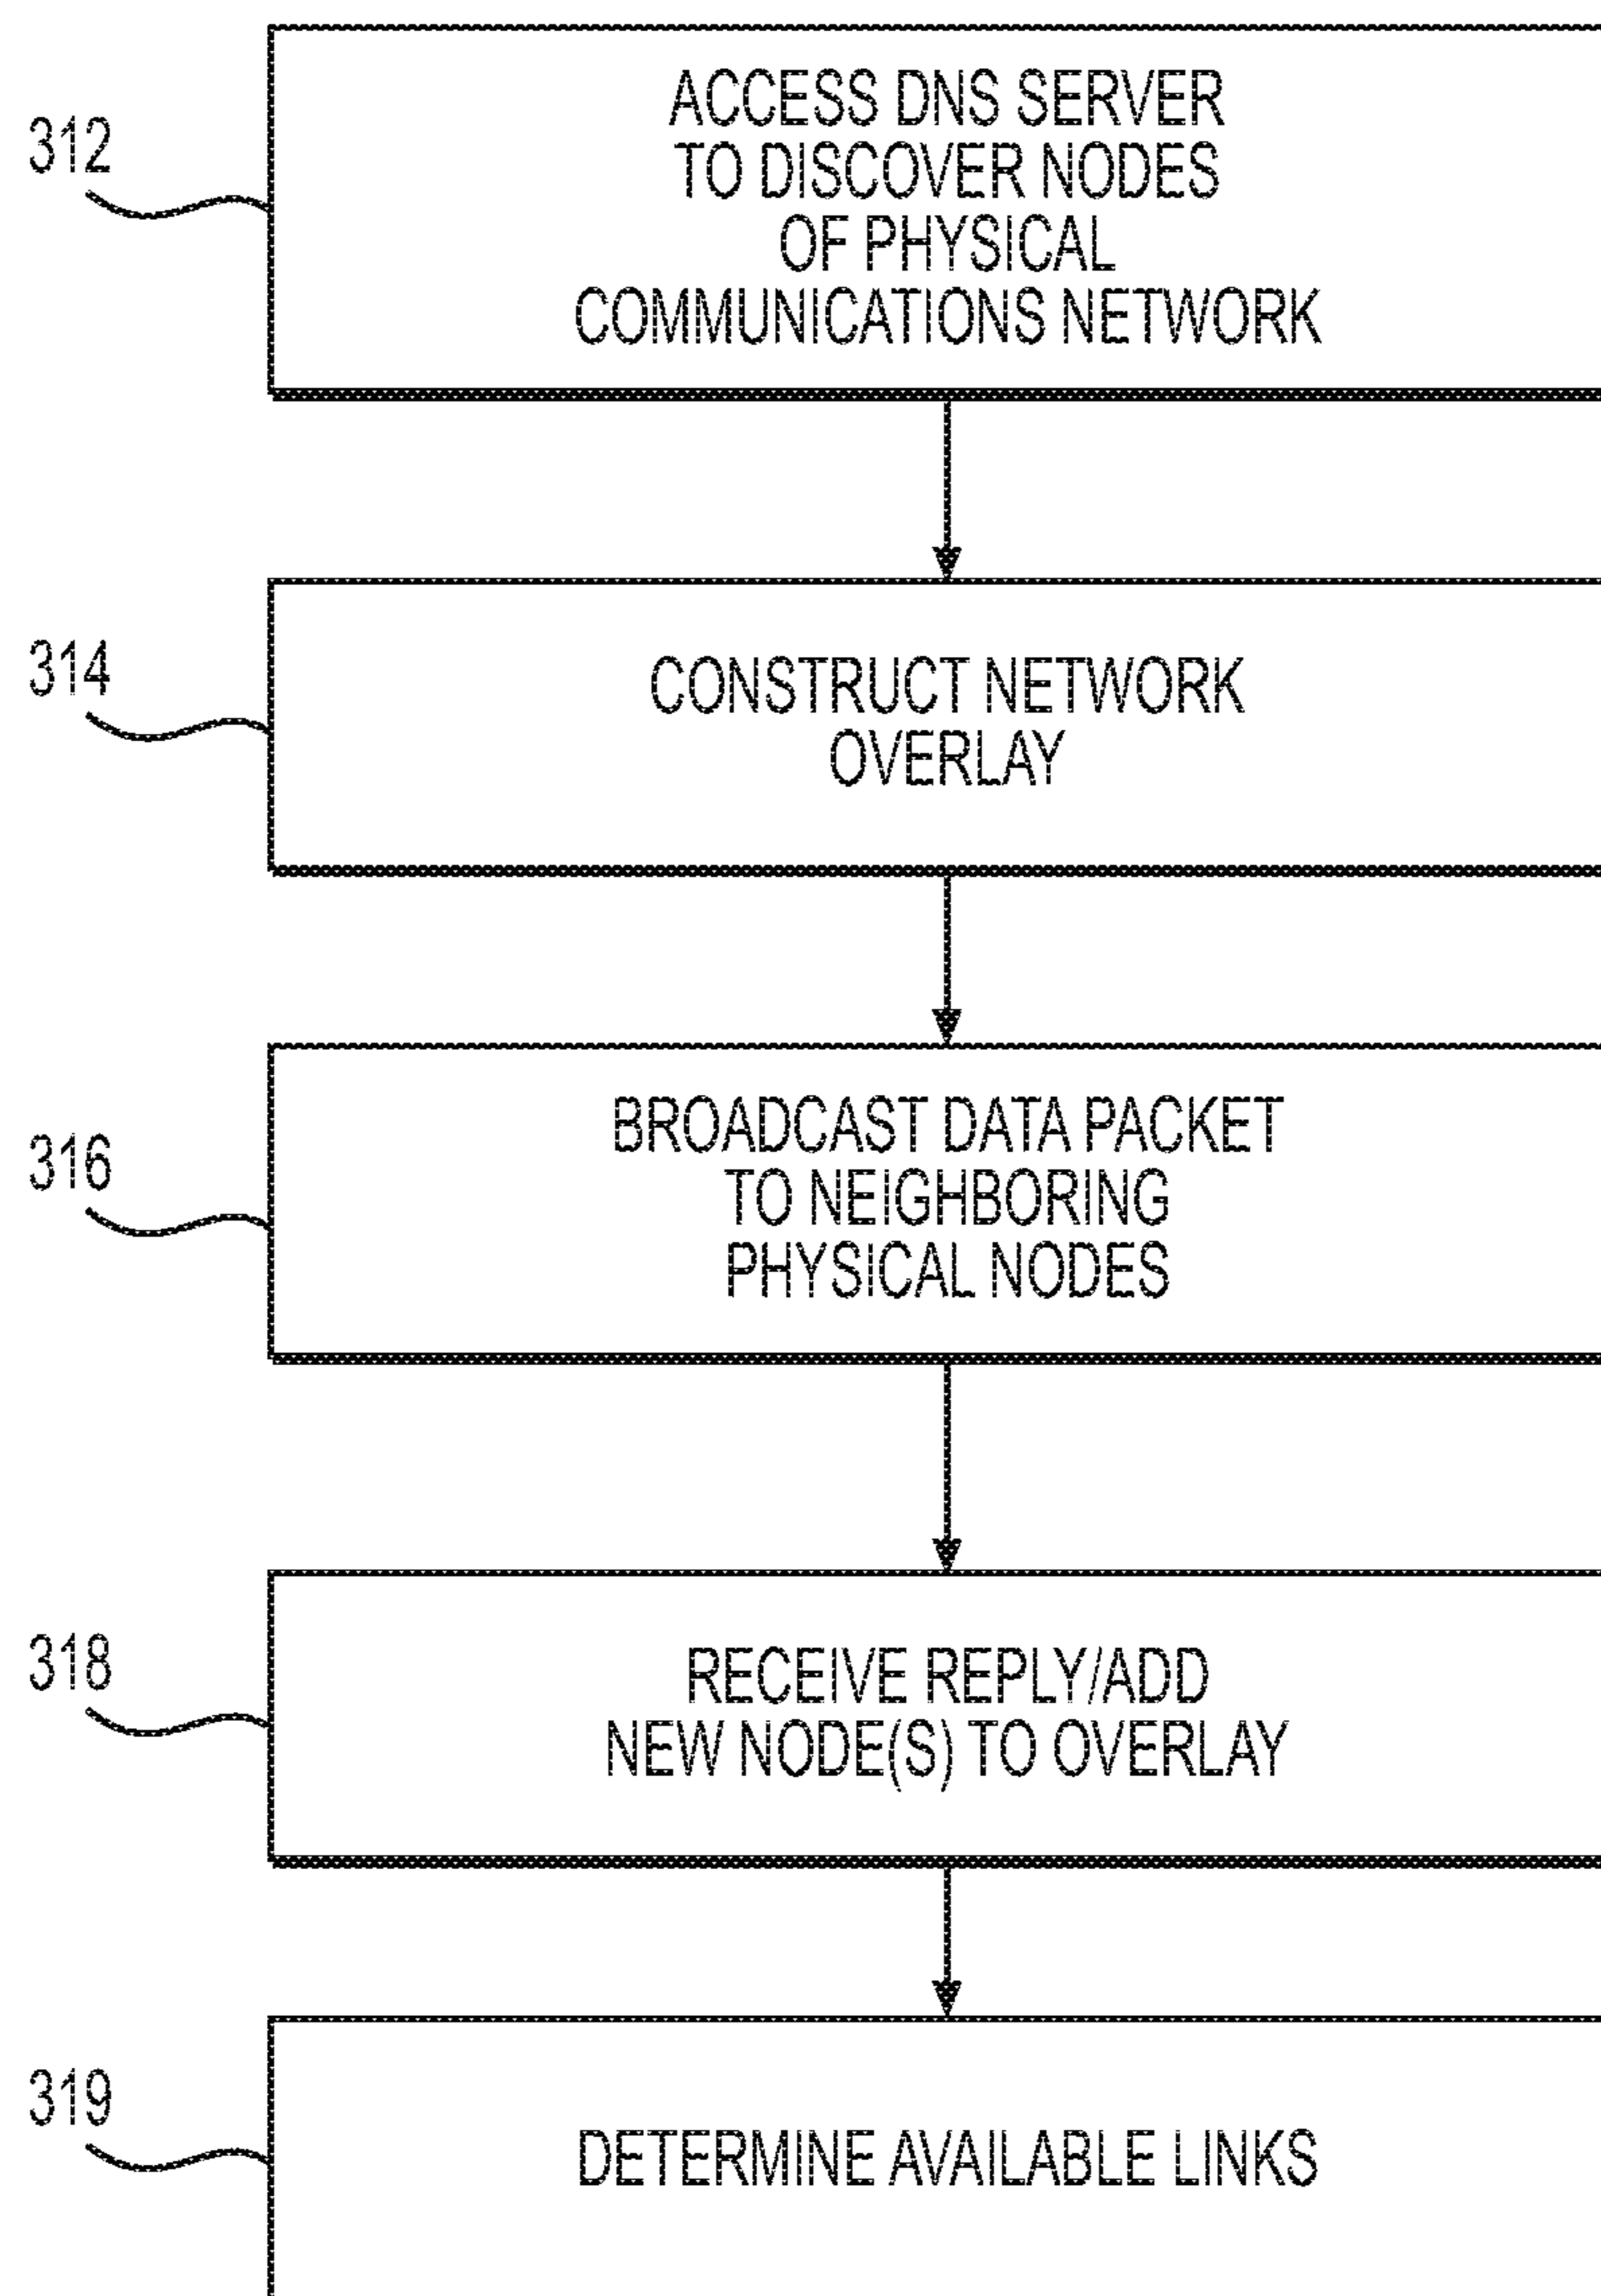 312
ACCESS DNS SERVER
TO DISCOVER NODES
OF PHYSICAL
COMMUNICATIONS NETWORK
314
CONSTRUCT NETWORK
OVERLAY
316
BROADCAST DATA PACKET
TO NEIGHBORING
PHYSICAL NODES
318
RECEIVE REPLY/ADD
NEW NODE(S) TO OVERLAY
319
DETERMINE AVAILABLE LINKS